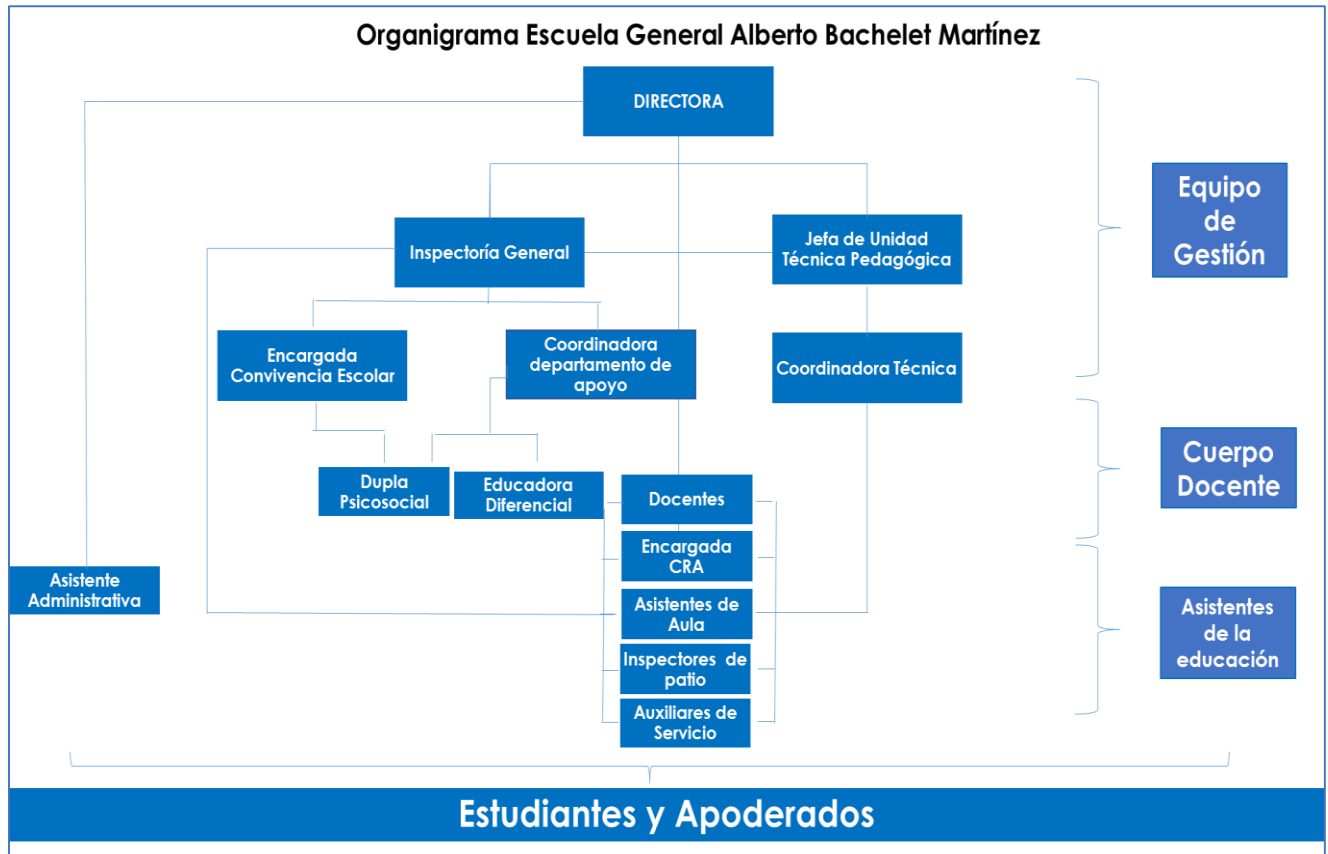 Organigrama Escuela General Alberto Bachelet Martínez
DIRECTORA
Equipo
de
Gestión
Inspectoría General
Jefa de Unidad
Técnica Pedagógica
Encargada
Convivencia Escolar
Coordinadora
departamento de
apoyo
Coordinadora Técnica
Cuerpo
Docente
Dupla
Psicosocial
Educadora
Diferencial
Docentes
Encargada
CRA
Asistente
Administrativa
Asistentes de
Aula
Asistentes
de la
educación
Inspectores de
patio
Auxiliares de
Servicio
Estudiantes y Apoderados